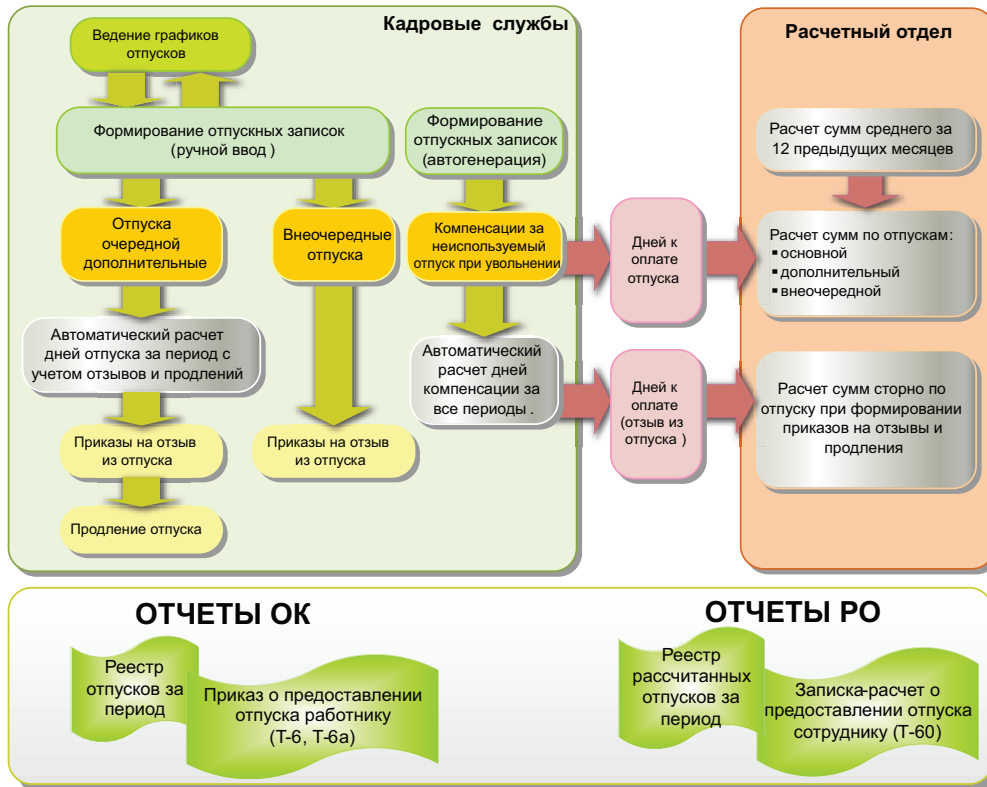 Кадровые службы
Ведение графиков
отпусков
Формирование отпускных записок
(ручной ввод )
Формирование
отпускных записок
(автогенерация)
Отпуска
очередной
дополнительные
Внеочередные
отпуска
Компенсации за
неиспользуемый
отпуск при увольнении
Автоматический расчет
дней отпуска за период с
учетом отзывов и продлений
Автоматический
расчет дней
компенсации за
все периоды .
Приказы на отзыв
из отпуска
Приказы на отзыв
из отпуска
Продление отпуска
Дней к
оплате
отпуска
Дней к
оплате
(отзыв из
отпуска )
Расчетный отдел
Расчет сумм среднего за
12 предыдущих месяцев
Расчет сумм по отпускам:
▪ основной
▪ дополнительный
▪ внеочередной
Расчет сумм сторно по
отпуску при формировании
приказов на отзывы и
продления
ОТЧЕТЫ ОК
Реестр
отпусков за
период
Приказ о предоставлении
отпуска работнику
(Т-6, Т-6а)
ОТЧЕТЫ РО
Реестр
рассчитанных
отпусков за
период
Записка-расчет о
предоставлении отпуска
сотруднику (Т-60)